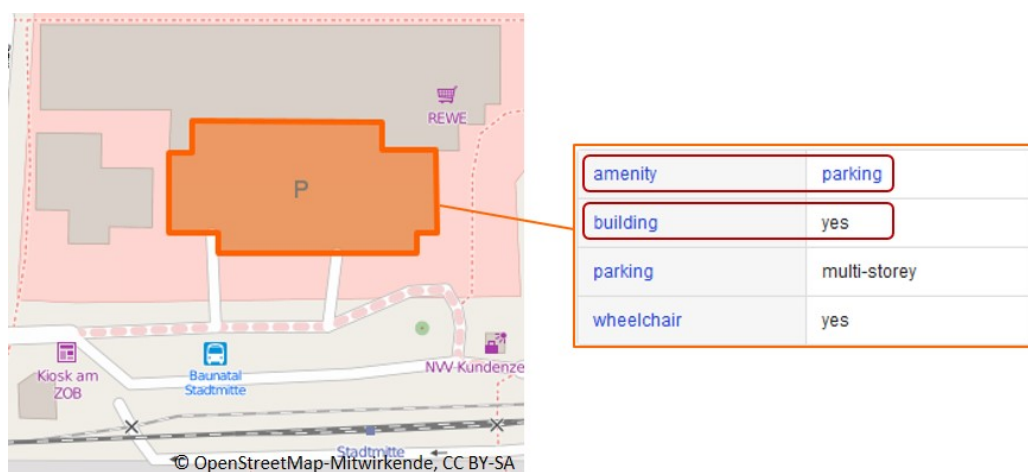 REWE
P
Kiosk am
ZOB
Baunatal
Stadtmitte
NVV-Kundenze
Stadtmitte
© OpenStreetMap-Mitwirkende, CC BY-SA
amenity parking
building yes
parking multi-storey
wheelchair yes